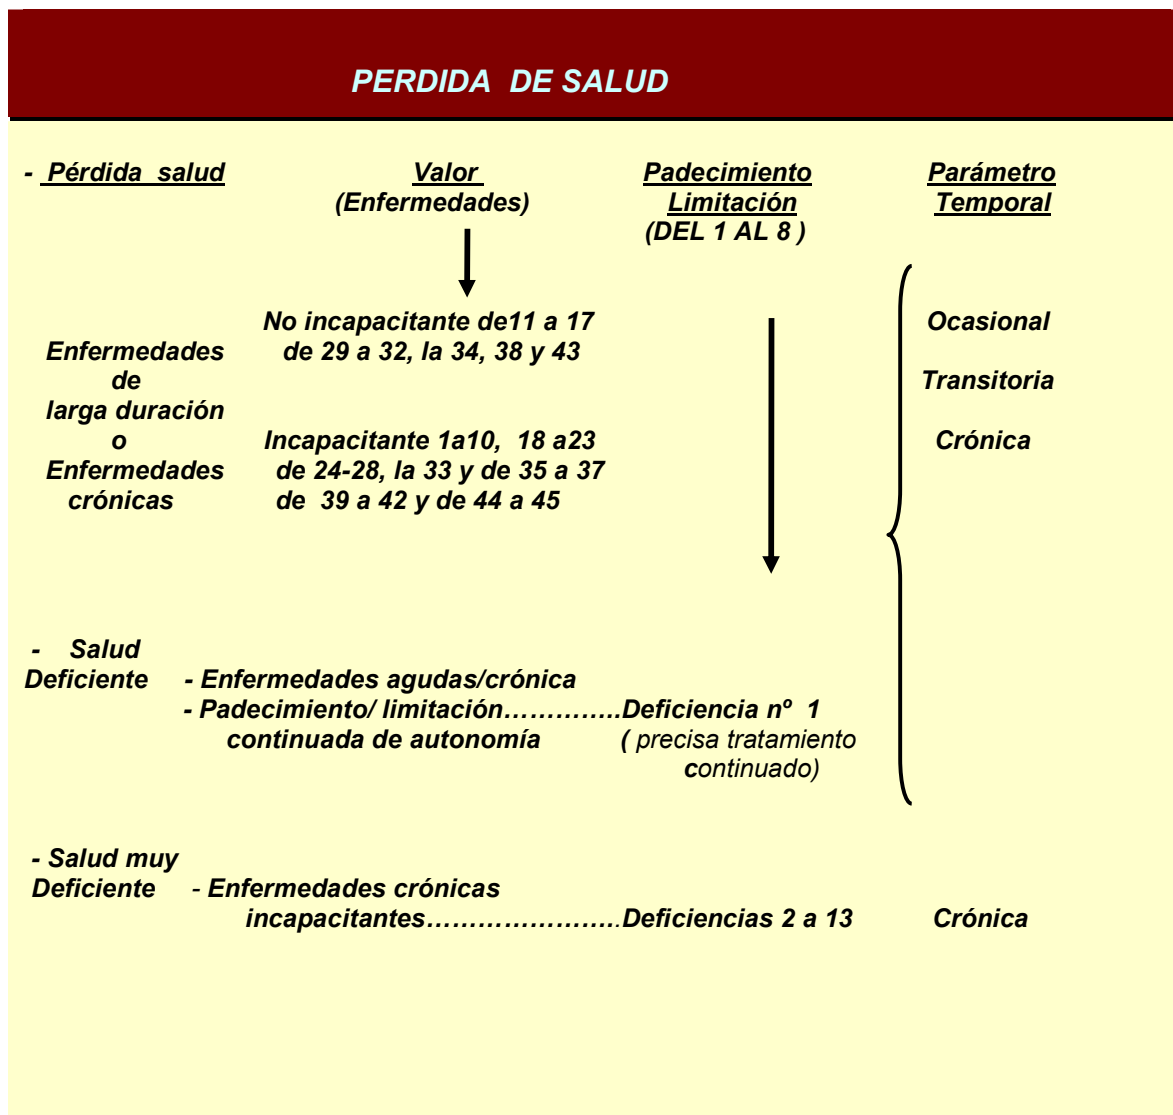 PERDIDA DE SALUD
- Pérdida salud Valor Padecimiento Parámetro
(Enfermedades) Limitación Temporal
(DEL 1 AL 8 )
No incapacitante de11 a 17 Ocasional
Enfermedades de 29 a 32, la 34, 38 y 43
de Transitoria
larga duración
o Incapacitante 1a10, 18 a23 Crónica
Enfermedades de 24-28, la 33 y de 35 a 37
crónicas de 39 a 42 y de 44 a 45
- Salud
Deficiente - Enfermedades agudas/crónica
- Padecimiento/ limitación…………..Deficiencia nº 1
continuada de autonomía ( precisa tratamiento
continuado)
- Salud muy
Deficiente - Enfermedades crónicas
incapacitantes…………………...Deficiencias 2 a 13 Crónica